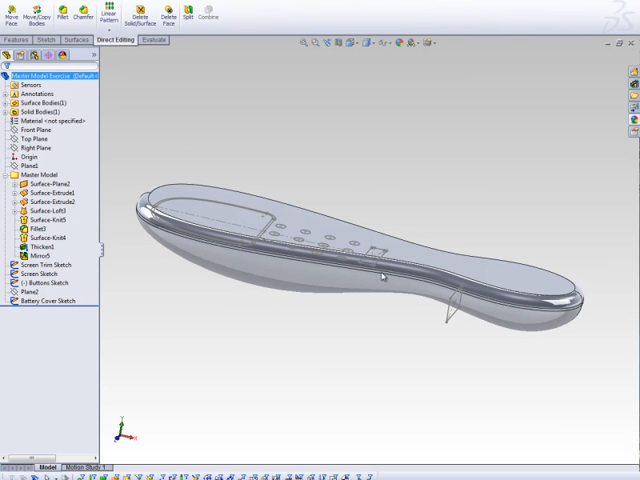 Move Face
Move/Copy Bodies
Fillet
Chamfer
Linear Pattern
Delete Solid/Surface
Delete Face
Split
Combine
Features
Sketch
Surfaces
Direct Editing
Evaluate
Master Model Exercise (Default<
Sensors
Annotations
Surface Bodies(1)
Solid Bodies(1)
Material <not specified>
Front Plane
Top Plane
Right Plane
Origin
Plane1
Master Model
Surface-Plane2
Surface-Extrude1
Surface-Extrude2
Surface-Loft3
Surface-Knit5
Fillet3
Surface-Knit4
Thicken1
Mirror5
Screen Trim Sketch
Screen Sketch
(-) Buttons Sketch
Plane2
Battery Cover Sketch
Y
X
Model
Motion Study 1